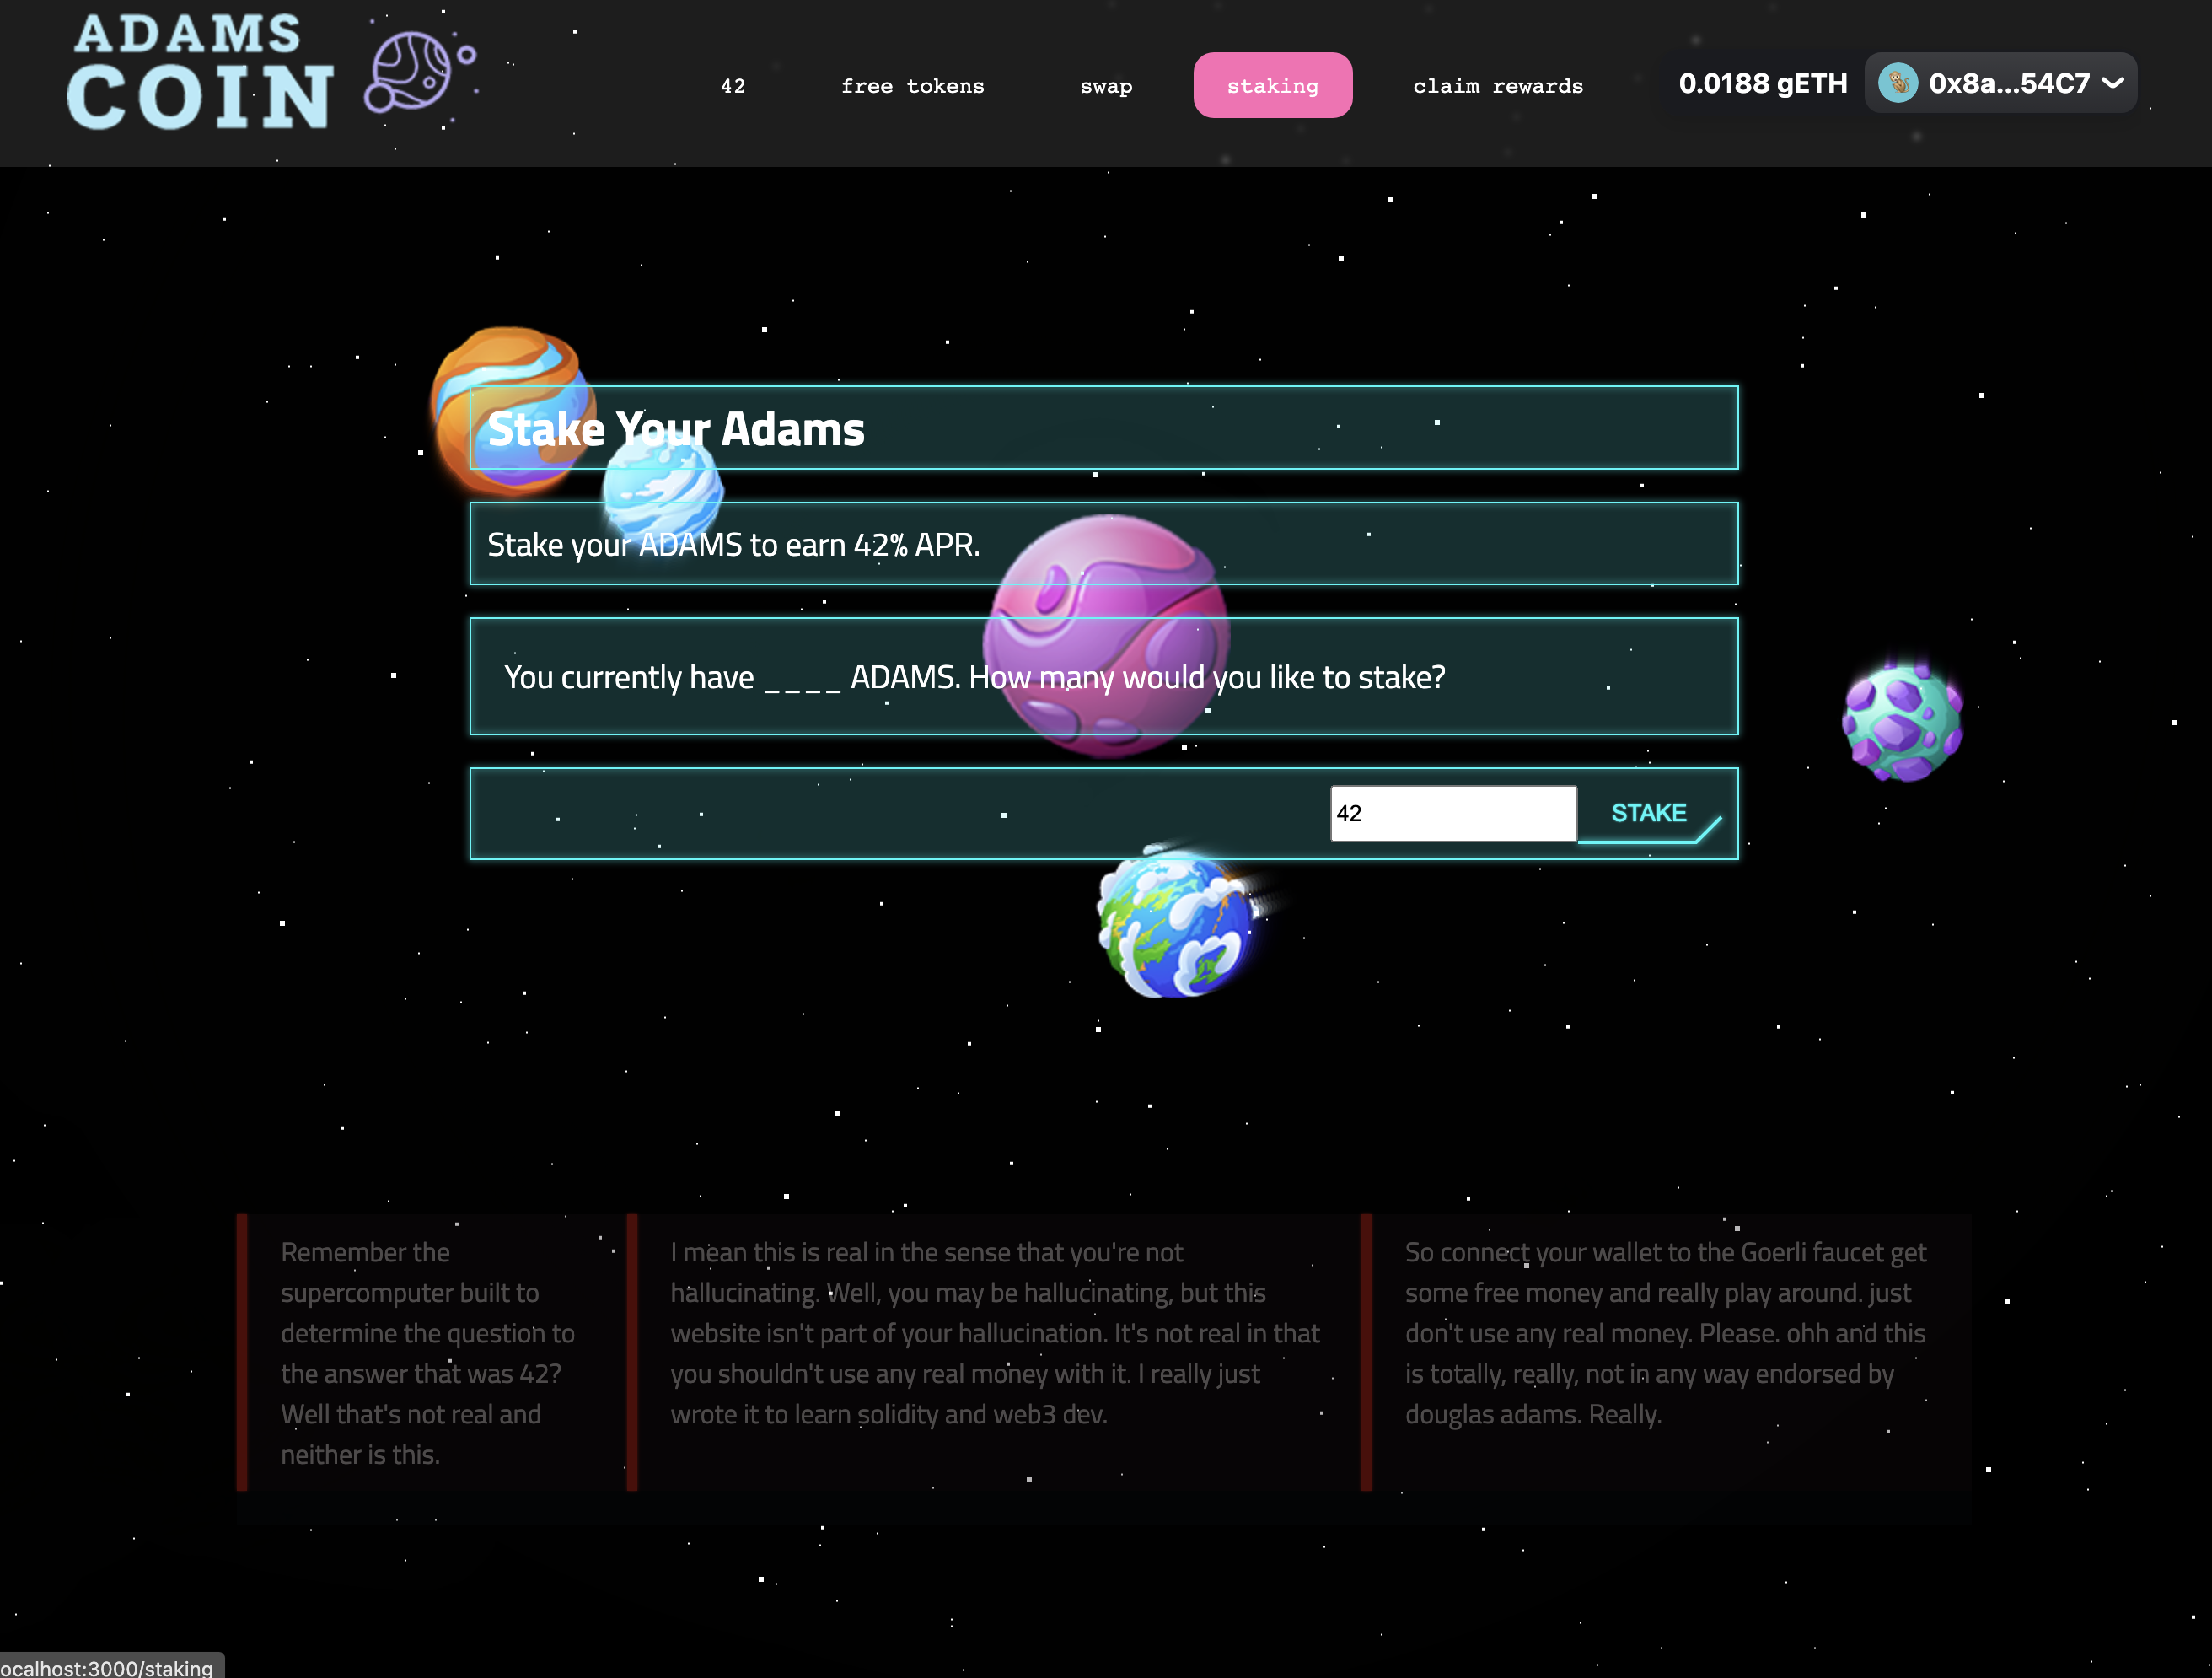 ADAMS
COIN
42
free tokens
swap
staking
claim rewards
0.0188 gETH
0x8a...54C7
Stake Your Adams
Stake your ADAMS to earn 42% APR.
You currently have ____ ADAMS. How many would you like to stake?
42
STAKE
Remember the
supercomputer built to
determine the question to
the answer that was 42?
Well that's not real and
neither is this.
I mean this is real in the sense that you're not
hallucinating. Well, you may be hallucinating, but this
website isn't part of your hallucination. It's not real in that
you shouldn't use any real money with it. I really just
wrote it to learn solidity and web3 dev.
So connect your wallet to the Goerli faucet get
some free money and really play around. just
don't use any real money. Please. ohh and this
is totally, really, not in any way endorsed by
douglas adams. Really.
ocalhost:3000/staking